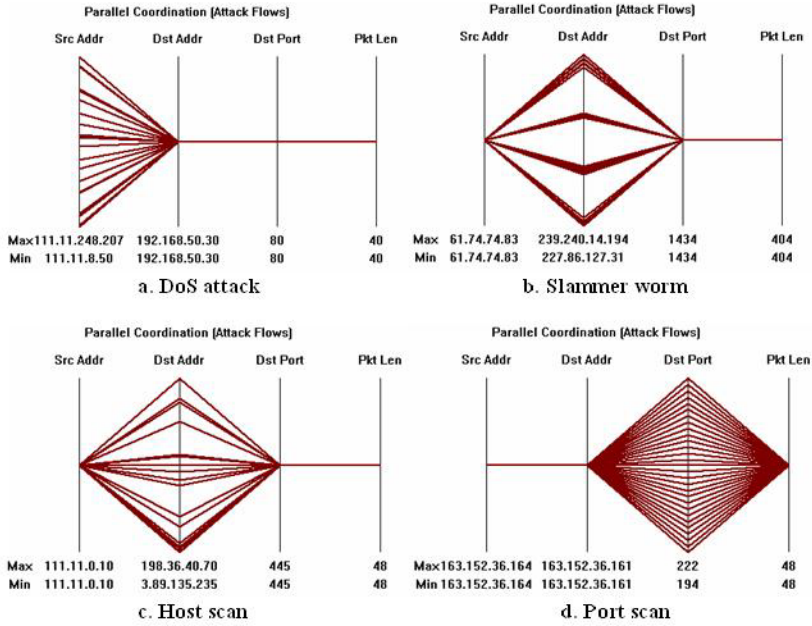 Parallel Coordination (Attack Flows)
Src Addr Dst Addr Dst Port Pkt Len
Max 111.11.248.207 192.168.50.30 80 40
Min 111.11.8.50 192.168.50.30 80 40
a. DoS attack
Parallel Coordination (Attack Flows)
Src Addr Dst Addr Dst Port Pkt Len
Max 61.74.74.83 239.240.14.194 1434 404
Min 61.74.74.83 227.86.127.31 1434 404
b. Slammer worm
Parallel Coordination (Attack Flows)
Src Addr Dst Addr Dst Port Pkt Len
Max 111.11.0.10 198.36.40.70 445 48
Min 111.11.0.10 3.89.135.235 445 48
c. Host scan
Parallel Coordination (Attack Flows)
Src Addr Dst Addr Dst Port Pkt Len
Max 163.152.36.164 163.152.36.161 222 48
Min 163.152.36.164 163.152.36.161 194 48
d. Port scan